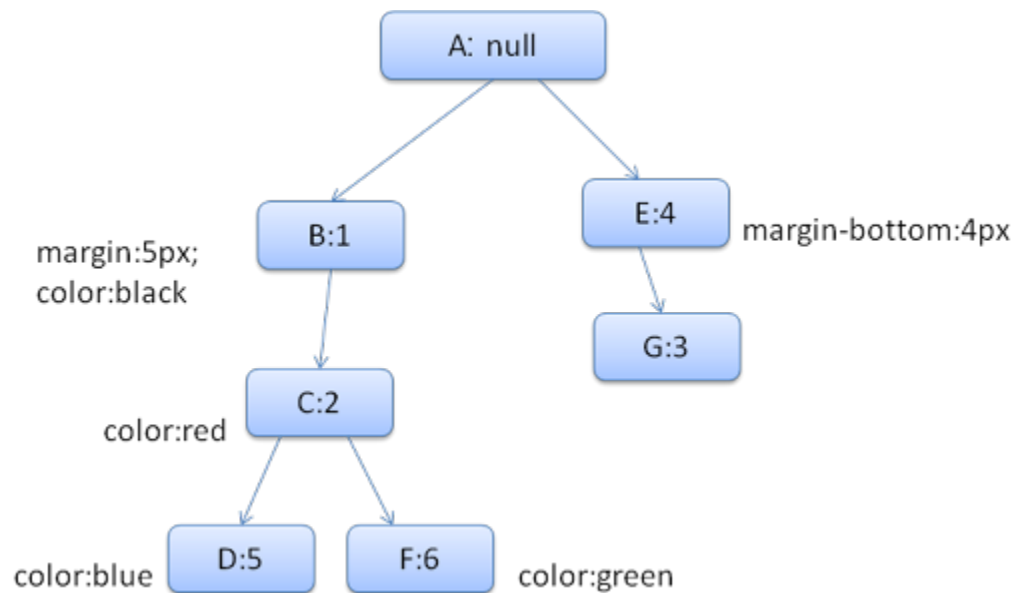 A: null
B:1
E:4
margin-bottom:4px
margin:5px;
color:black
G:3
C:2
color:red
D:5
F:6
color:blue
color:green